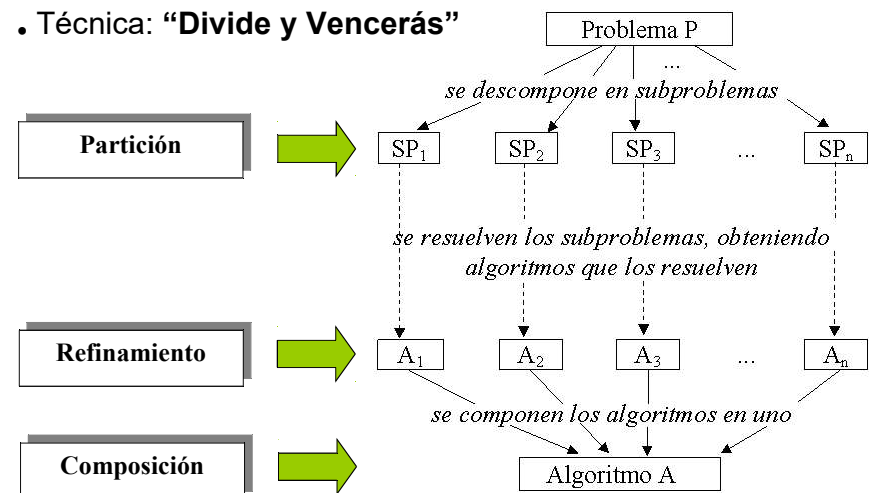 . Técnica: “Divide y Vencerás”
Problema P
...
se descompone en subproblemas
Partición
SP1 SP2 SP3 ... SPn
se resuelven los subproblemas, obteniendo
algoritmos que los resuelven
Refinamiento
A1 A2 A3 ... An
se componen los algoritmos en uno
Composición
Algoritmo A